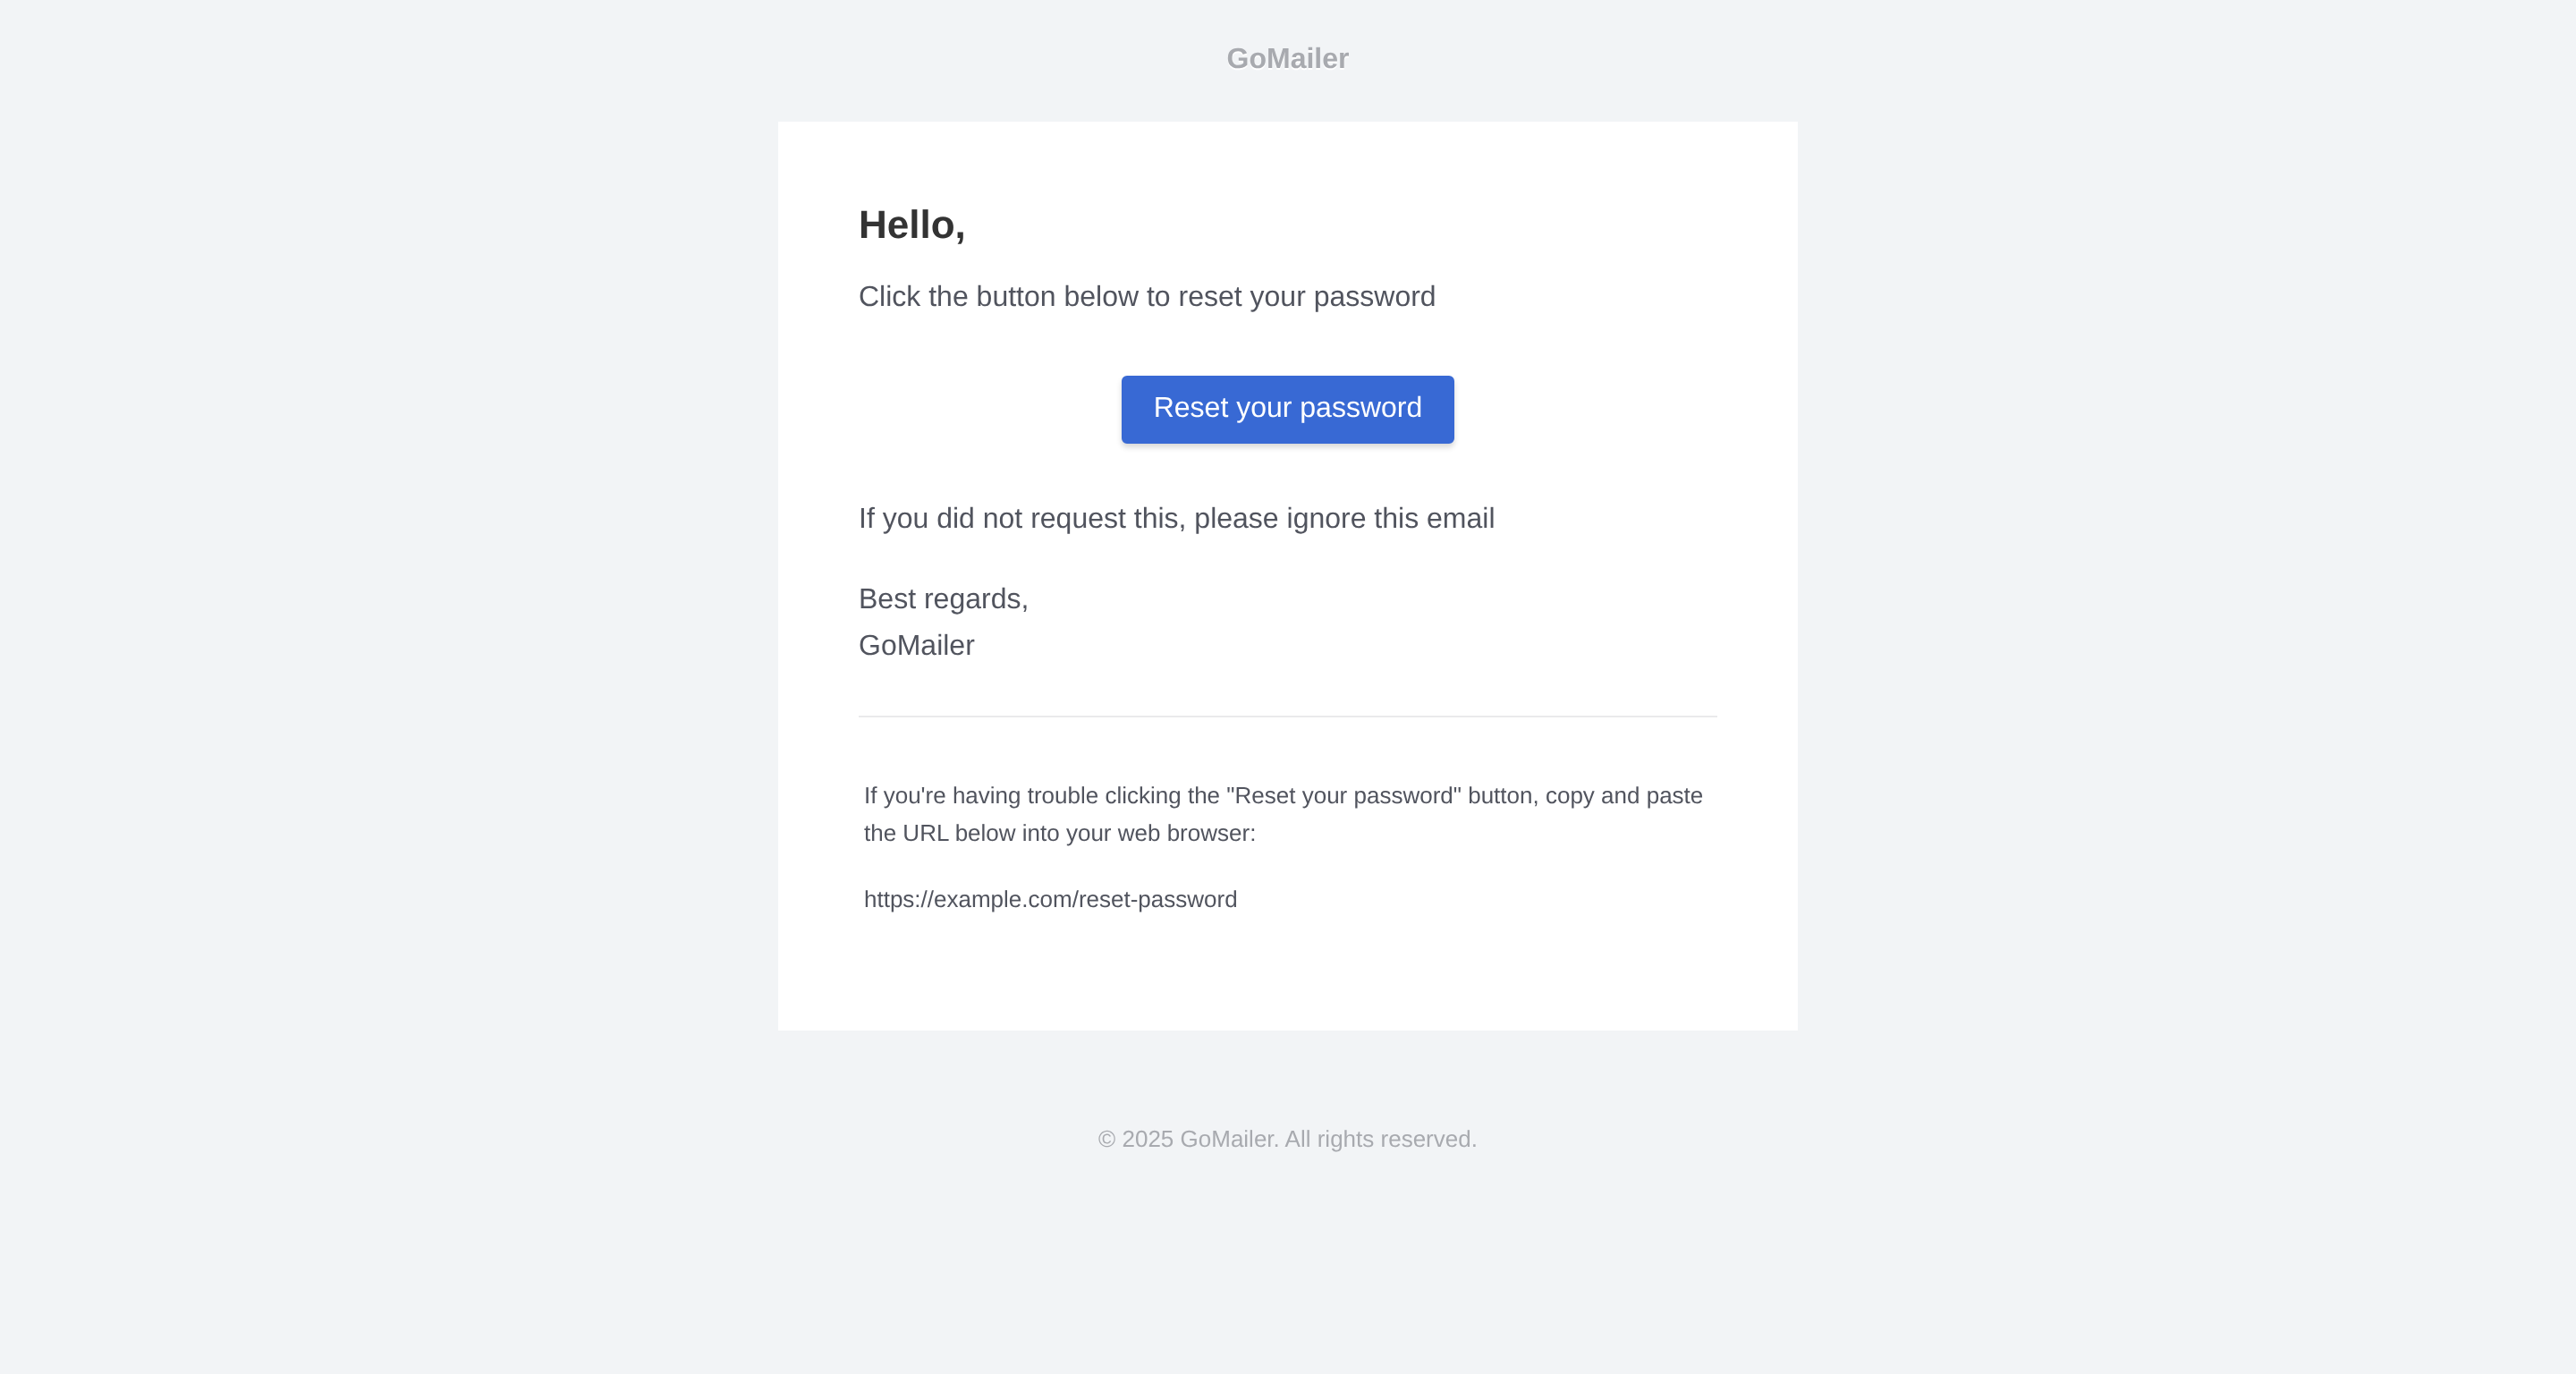 GoMailer
Hello,
Click the button below to reset your password
Reset your password
If you did not request this, please ignore this email
Best regards,
GoMailer
If you're having trouble clicking the "Reset your password" button, copy and paste
the URL below into your web browser:
https://example.com/reset-password
© 2025 GoMailer. All rights reserved.